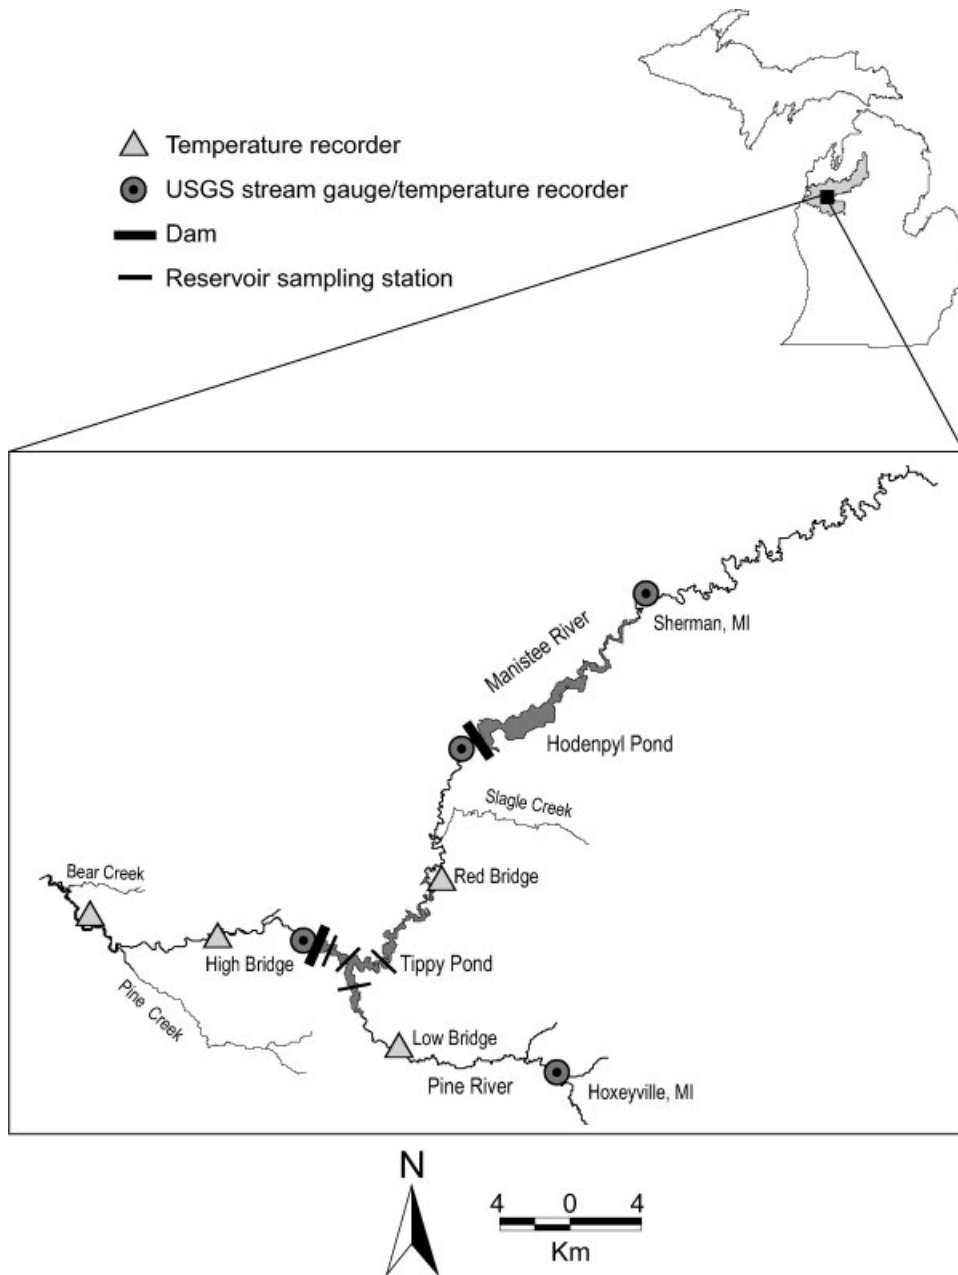 Temperature recorder
USGS stream gauge/temperature recorder
Dam
Reservoir sampling station
Sherman, MI
Manistee River
Hodenpyl Pond
Slagle Creek
Bear Creek
Red Bridge
High Bridge
Tippy Pond
Pine Creek
Low Bridge
Pine River
Hoxeyville, MI
N
4 0 4
Km